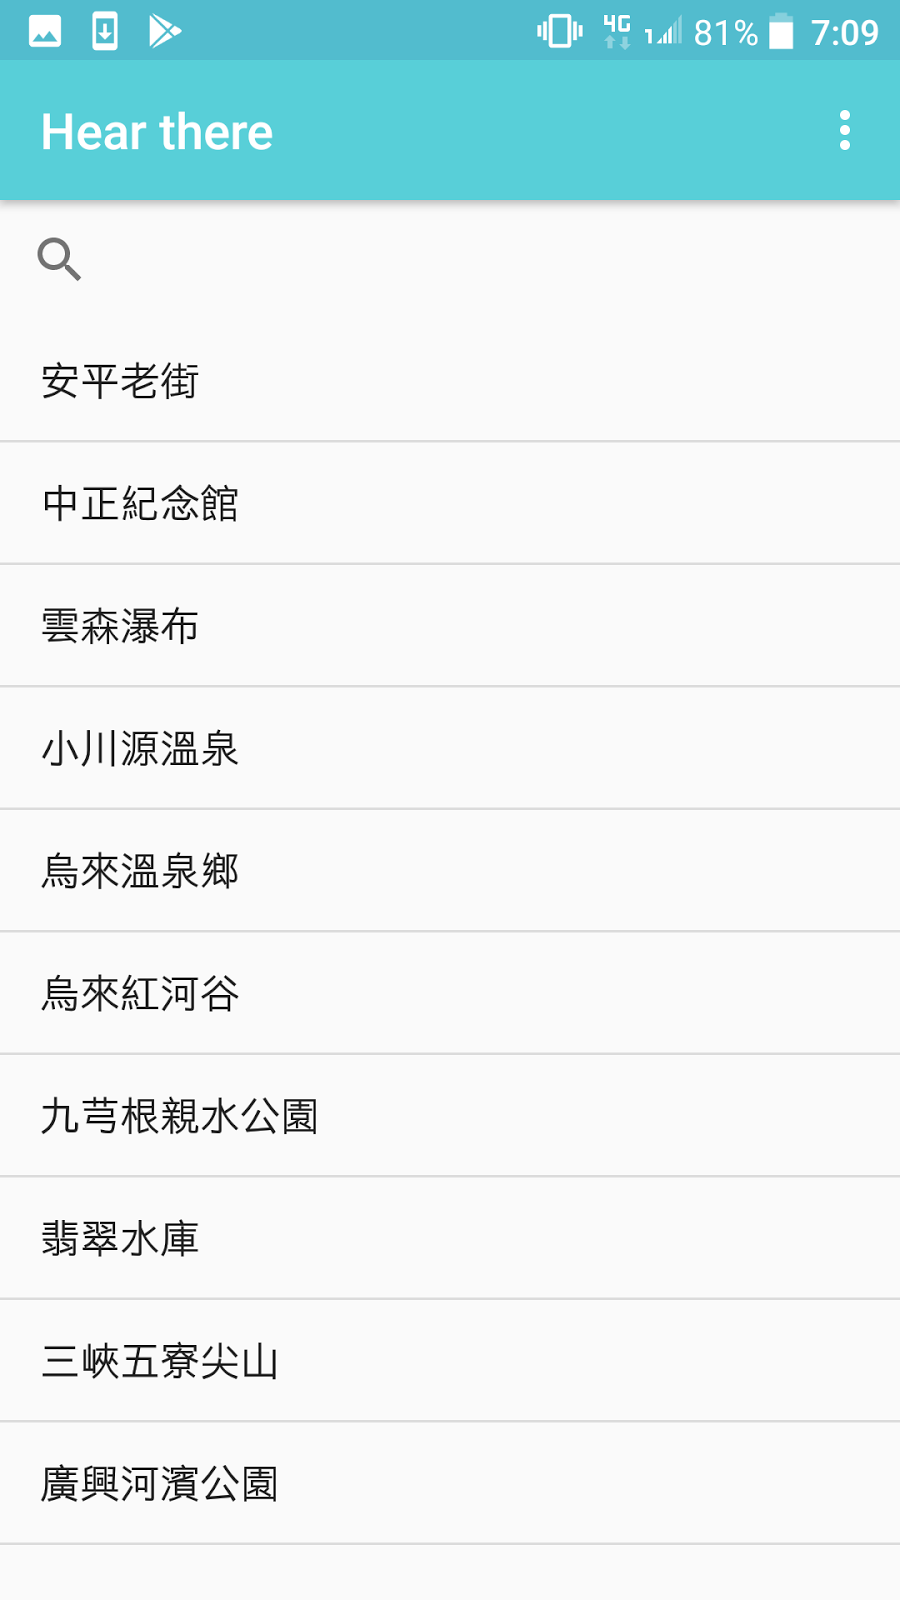 4G 1 81% 7:09
Hear there
安平老街
中正紀念館
雲森瀑布
小川源溫泉
烏來溫泉鄉
烏來紅河谷
九芎根親水公園
翡翠水庫
三峽五寮尖山
廣興河濱公園